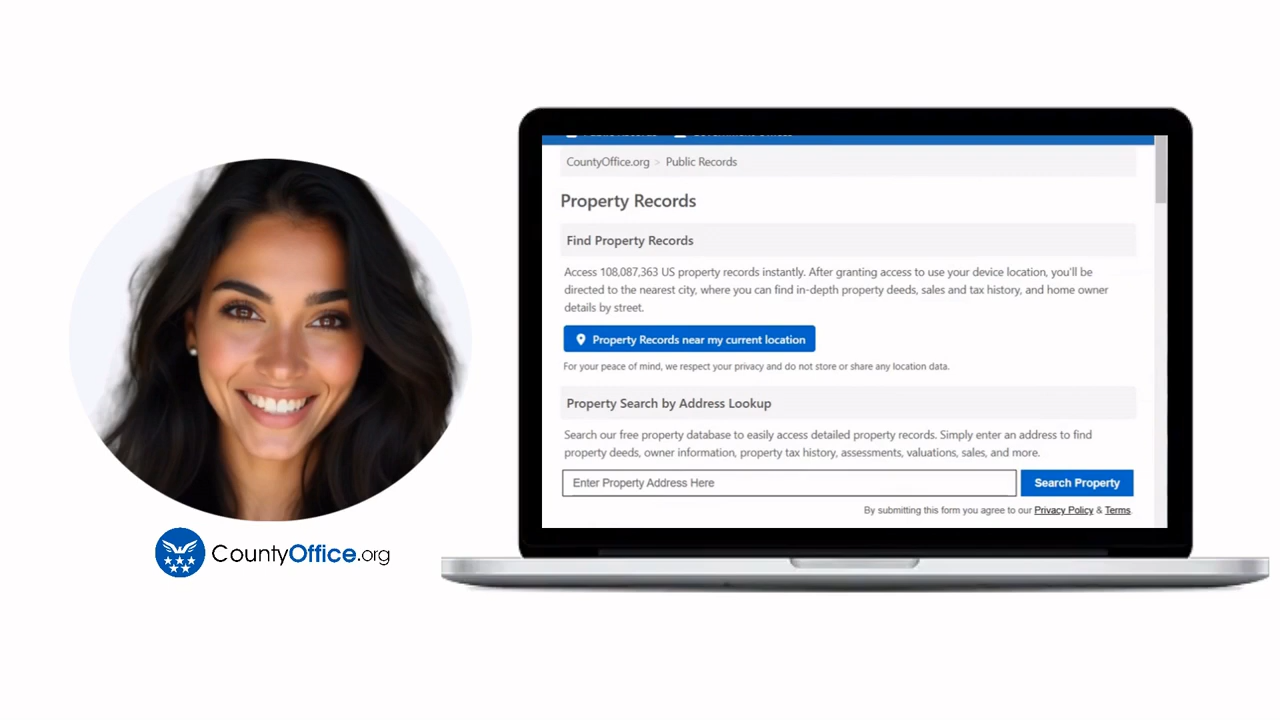 CountyOffice.org > Public Records
Property Records
Find Property Records
Access 108,087,363 US property records instantly. After granting access to use your device location, you'll be
directed to the nearest city, where you can find in-depth property deeds, sales and tax history, and home owner
details by street.
Property Records near my current location
For your peace of mind, we respect your privacy and do not store or share any location data.
Property Search by Address Lookup
Search our free property database to easily access detailed property records. Simply enter an address to find
property deeds, owner information, property tax history, assessments, valuations, sales, and more.
Enter Property Address Here
Search Property
By submitting this form you agree to our Privacy Policy & Terms.
CountyOffice.org